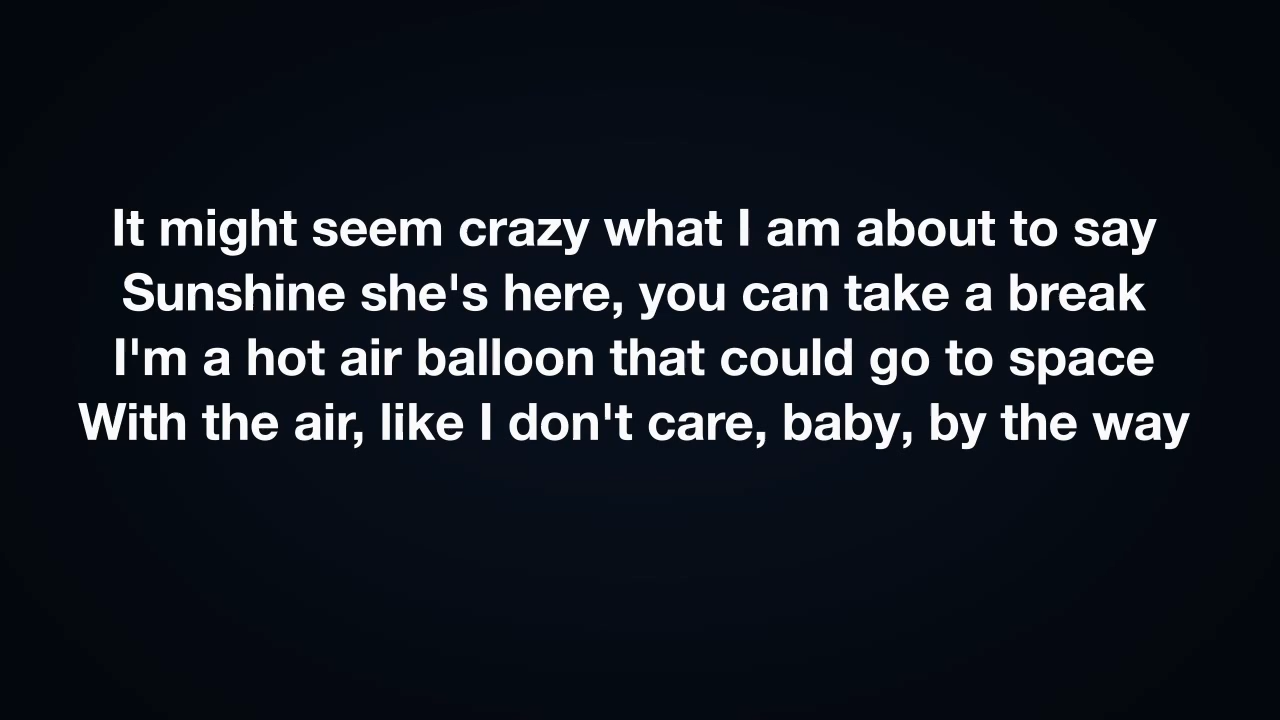 It might seem crazy what I am about to say
Sunshine she's here, you can take a break
I'm a hot air balloon that could go to space
With the air, like I don't care, baby, by the way